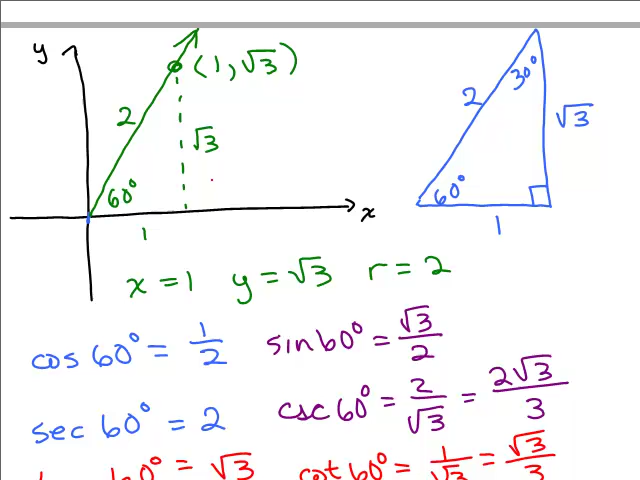 y
(1, √3)
2
√3
60°
1
x
30°
2
√3
60°
1
x = 1 y = √3 r = 2
cos 60° = 1/2 sin 60° = √3/2
sec 60° = 2 csc 60° = 2/√3 = 2√3/3
60° = √3 cot 60° = 1/√3 = √3/3